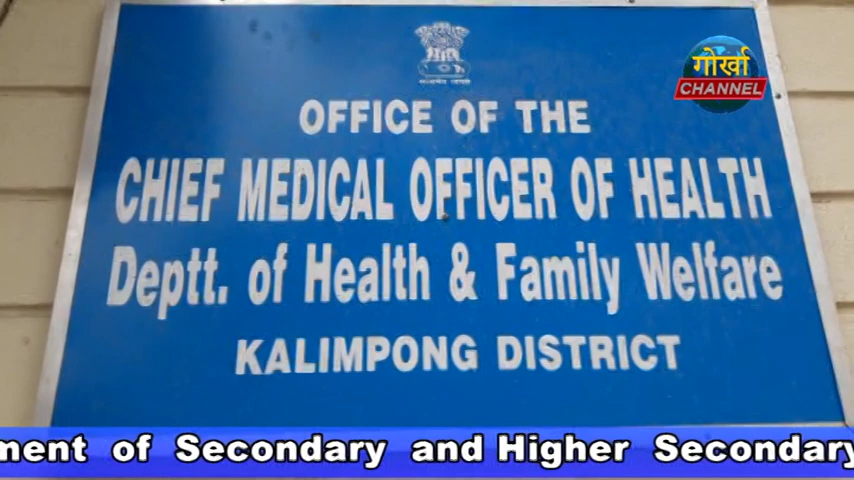 गोर्खा
CHANNEL
OFFICE OF THE
CHIEF MEDICAL OFFICER OF HEALTH
Deptt. of Health & Family Welfare
KALIMPONG DISTRICT
ment of Secondary and Higher Secondary